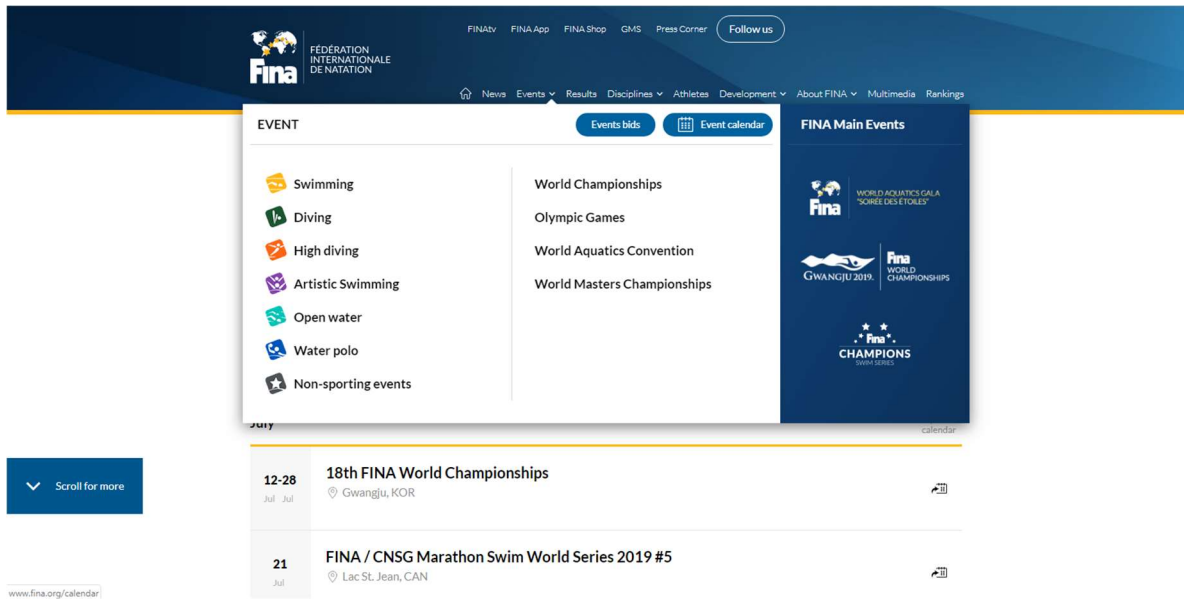 FINAtv FINA App FINA Shop GMS Press Corner Follow us
Fina
FÉDÉRATION
INTERNATIONALE
DE NATATION
News Events Results Disciplines Athletes Development About FINA Multimedia Rankings
EVENT Events bids Event calendar
Swimming
Diving
High diving
Artistic Swimming
Open water
Water polo
Non-sporting events
World Championships
Olympic Games
World Aquatics Convention
World Masters Championships
FINA Main Events
Fina
WORLD AQUATICS GALA
"SOIRÉE DES ÉTOILES"
GWANGJU 2019.
Fina
WORLD
CHAMPIONSHIPS
Fina
CHAMPIONS
SWIM SERIES
July
calendar
12-28
Jul Jul
18th FINA World Championships
Gwangju, KOR
Scroll for more
21
Jul
FINA / CNSG Marathon Swim World Series 2019 #5
Lac St. Jean, CAN
www.fina.org/calendar